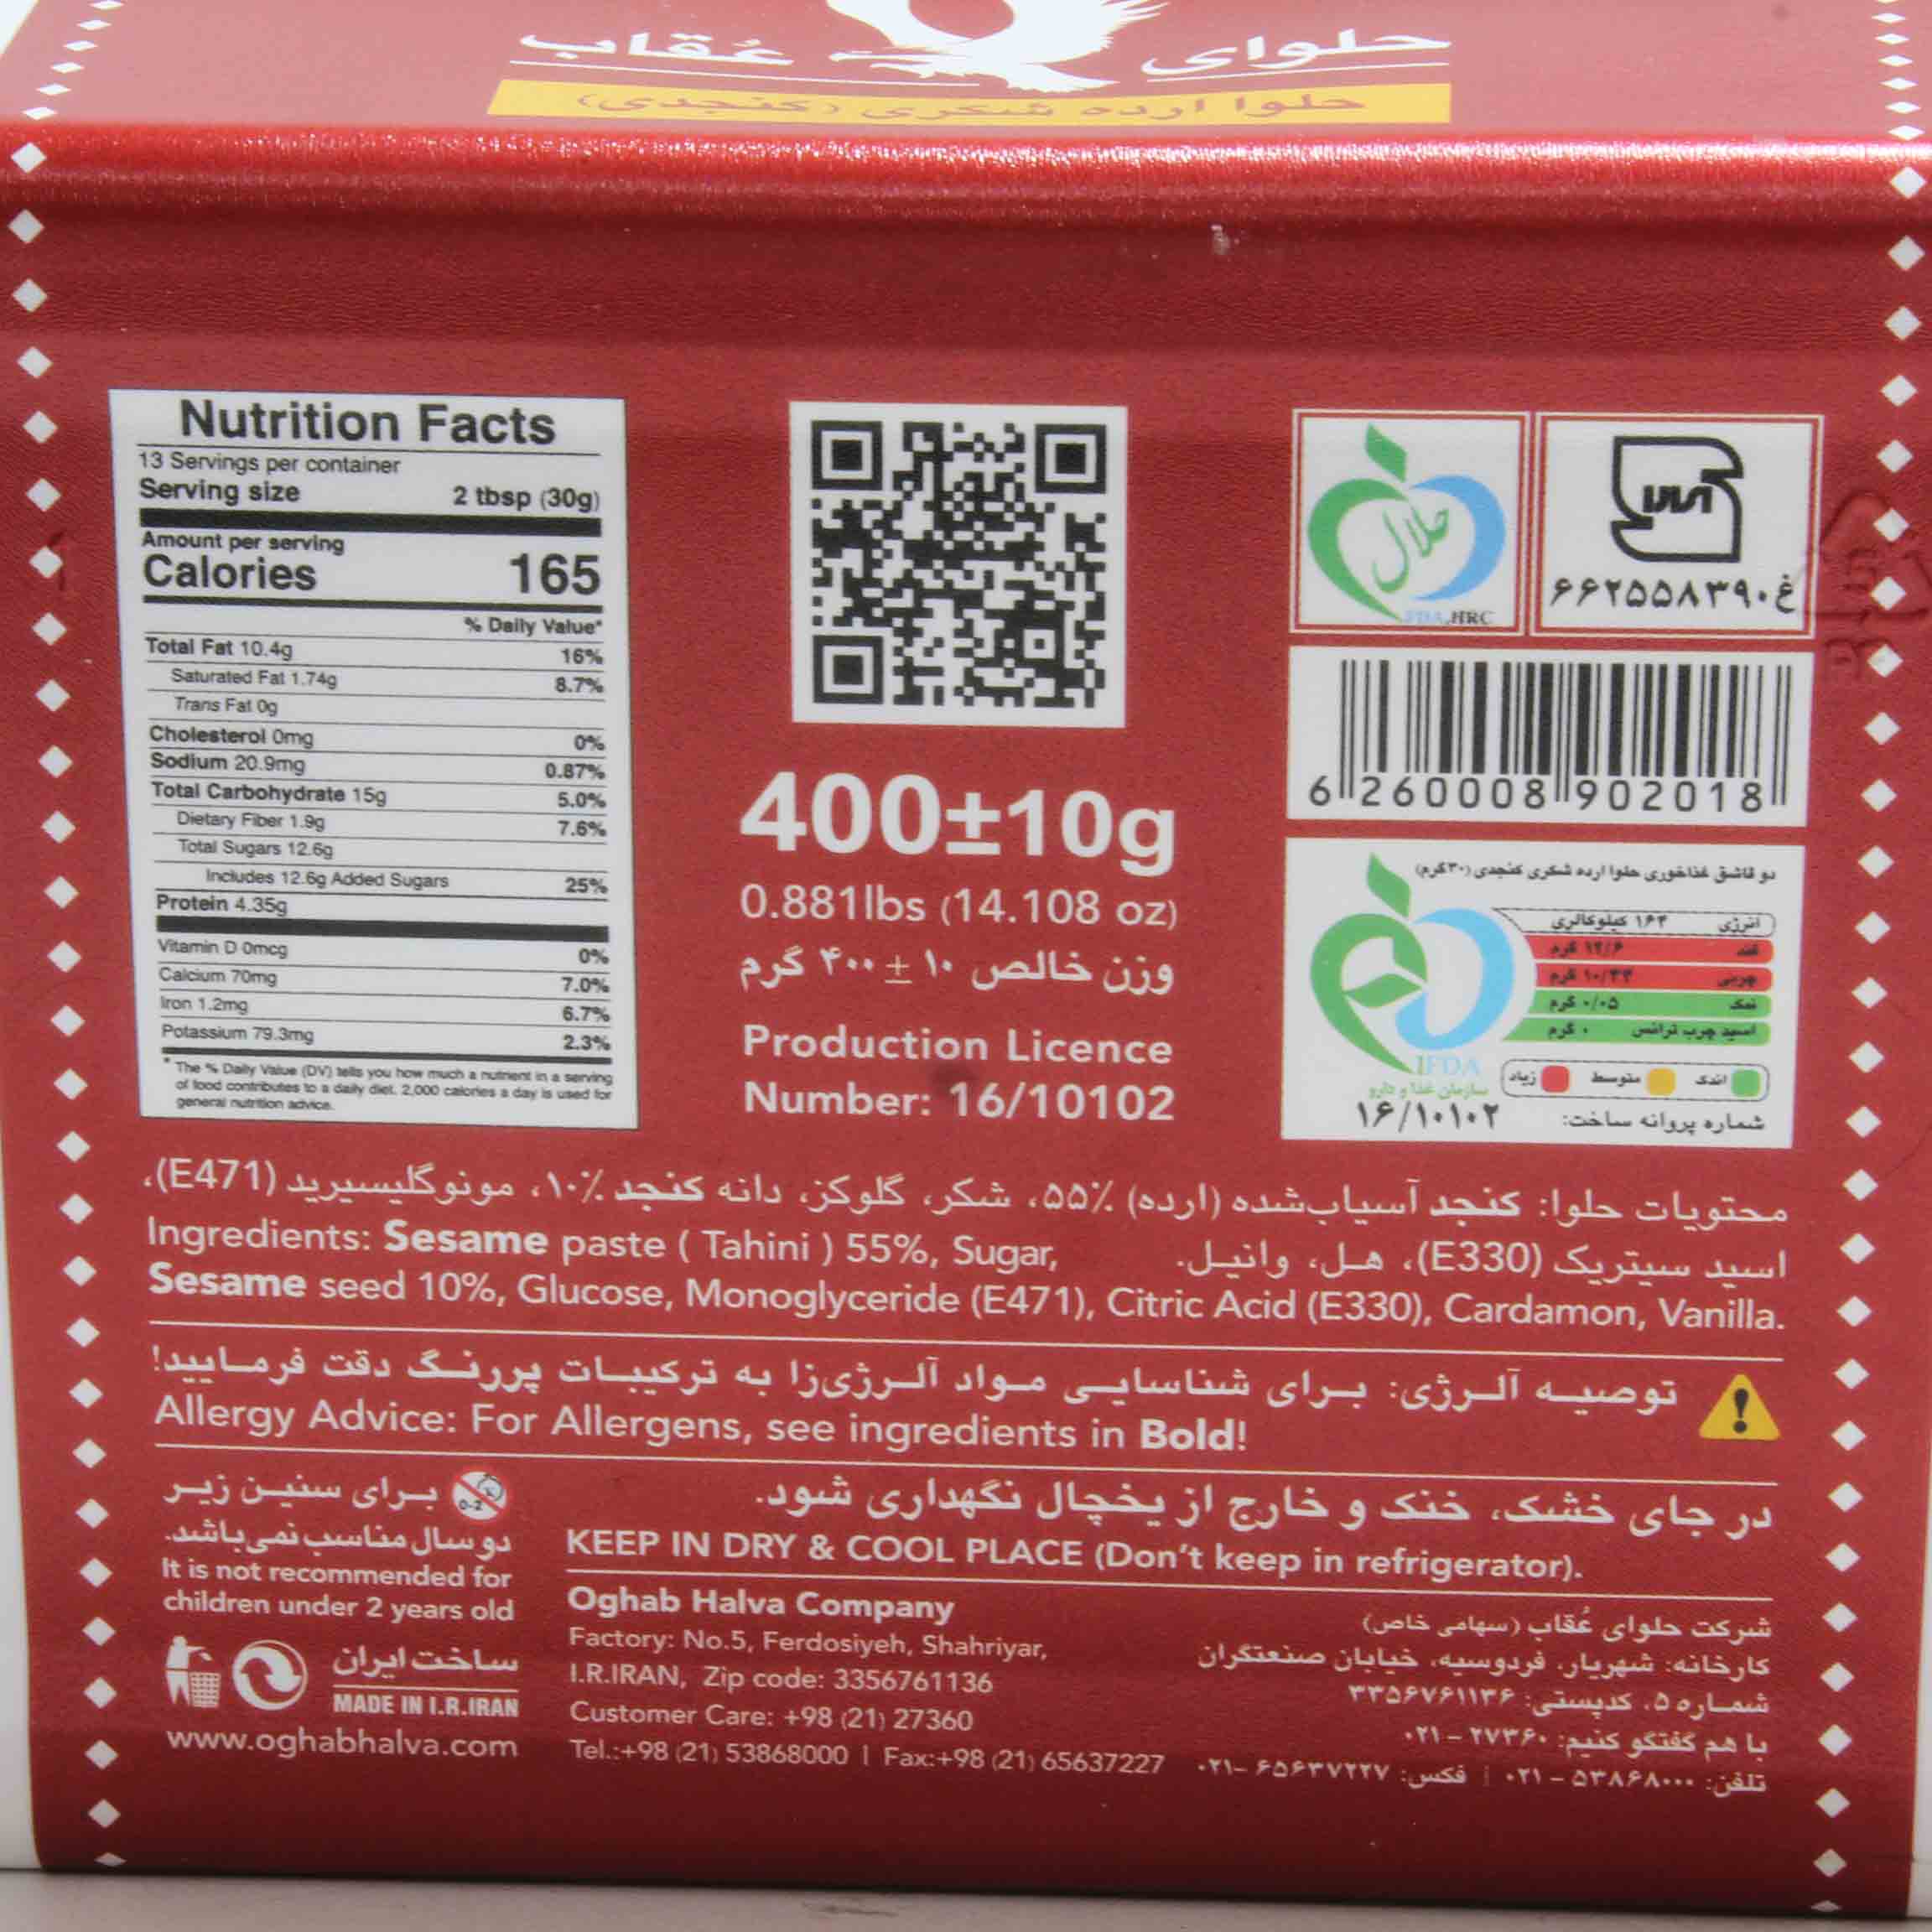 حلوای عُقاب
حلوا ارده شکری (کنجدی)
Nutrition Facts
13 Servings per container
Serving size 2 tbsp (30g)
Amount per serving
Calories 165
% Daily Value*
Total Fat 10.4g 16%
Saturated Fat 1.74g 8.7%
Trans Fat 0g
Cholesterol 0mg 0%
Sodium 20.9mg 0.87%
Total Carbohydrate 15g 5.0%
Dietary Fiber 1.9g 7.6%
Total Sugars 12.6g
Includes 12.6g Added Sugars 25%
Protein 4.35g
Vitamin D 0mcg 0%
Calcium 70mg 7.0%
Iron 1.2mg 6.7%
Potassium 79.3mg 2.3%
* The % Daily Value (DV) tells you how much a nutrient in a serving
of food contributes to a daily diet. 2,000 calories a day is used for
general nutrition advice.
400±10g
0.881lbs (14.108 oz)
وزن خالص ۱۰ ± ۴۰۰ گرم
Production Licence
Number: 16/10102
حلال
FDA,HRC
۶۶۲۵۵۸۳۹۰غ
6 260008 902018
دو قاشق غذاخوری حلوا ارده شکری کنجدی (۳۰گرم)
انرژی ۱۶۴ کیلوکالری
قند ۱۲/۶ گرم
چربی ۱۰/۴۴ گرم
نمک ۰/۰۵ گرم
اسید چرب ترانس ۰ گرم
IFDA
سازمان غذا و دارو
اندک متوسط زیاد
شماره پروانه ساخت: ۱۶/۱۰۱۰۲
محتویات حلوا: کنجد آسیاب‌شده (ارده) ۵۵٪، شکر، گلوکز، دانه کنجد ۱۰٪، مونوگلیسیرید (E471)،
اسید سیتریک (E330)، هل، وانیل.
Ingredients: Sesame paste ( Tahini ) 55%, Sugar,
Sesame seed 10%, Glucose, Monoglyceride (E471), Citric Acid (E330), Cardamon, Vanilla.
توصیه آلرژی: برای شناسایی مواد آلرژی‌زا به ترکیبات پررنگ دقت فرمایید!
Allergy Advice: For Allergens, see ingredients in Bold!
برای سنین زیر
دو سال مناسب نمی‌باشد.
It is not recommended for
children under 2 years old
0-2
ساخت ایران
MADE IN I.R.IRAN
www.oghabhalva.com
در جای خشک، خنک و خارج از یخچال نگهداری شود.
KEEP IN DRY & COOL PLACE (Don't keep in refrigerator).
Oghab Halva Company
Factory: No.5, Ferdosiyeh, Shahriyar,
I.R.IRAN, Zip code: 3356761136
Customer Care: +98 (21) 27360
Tel.:+98 (21) 53868000 | Fax:+98 (21) 65637227
شرکت حلوای عُقاب (سهامی خاص)
کارخانه: شهریار، فردوسیه، خیابان صنعتگران
شماره ۵، کدپستی: ۳۳۵۶۷۶۱۱۳۶
با هم گفتگو کنیم: ۲۷۳۶۰ – ۰۲۱
تلفن: ۵۳۸۶۸۰۰۰ – ۰۲۱ | فکس: ۶۵۶۳۷۲۲۷ –۰۲۱